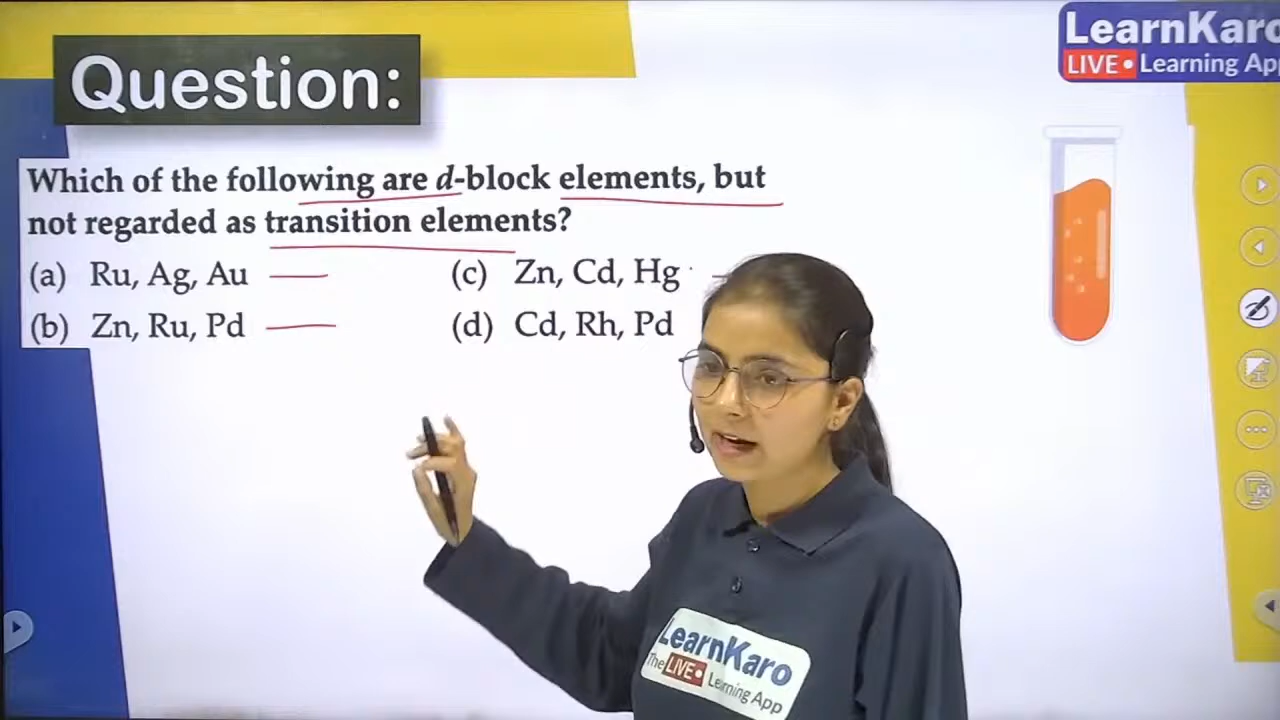 LearnKaro
LIVE • Learning App
Question:
Which of the following are d-block elements, but
not regarded as transition elements?
(a) Ru, Ag, Au
(c) Zn, Cd, Hg
(b) Zn, Ru, Pd
(d) Cd, Rh, Pd
LearnKaro
The LIVE • Learning App